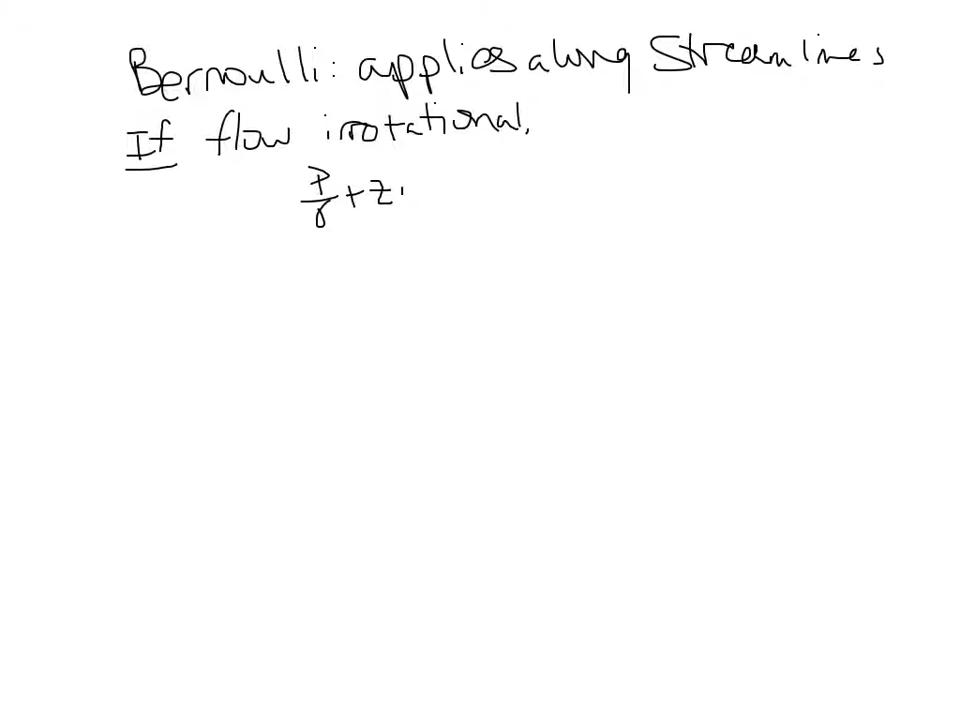 Bernoulli: applies along Streamlines
If flow irrotational.
P/γ + z